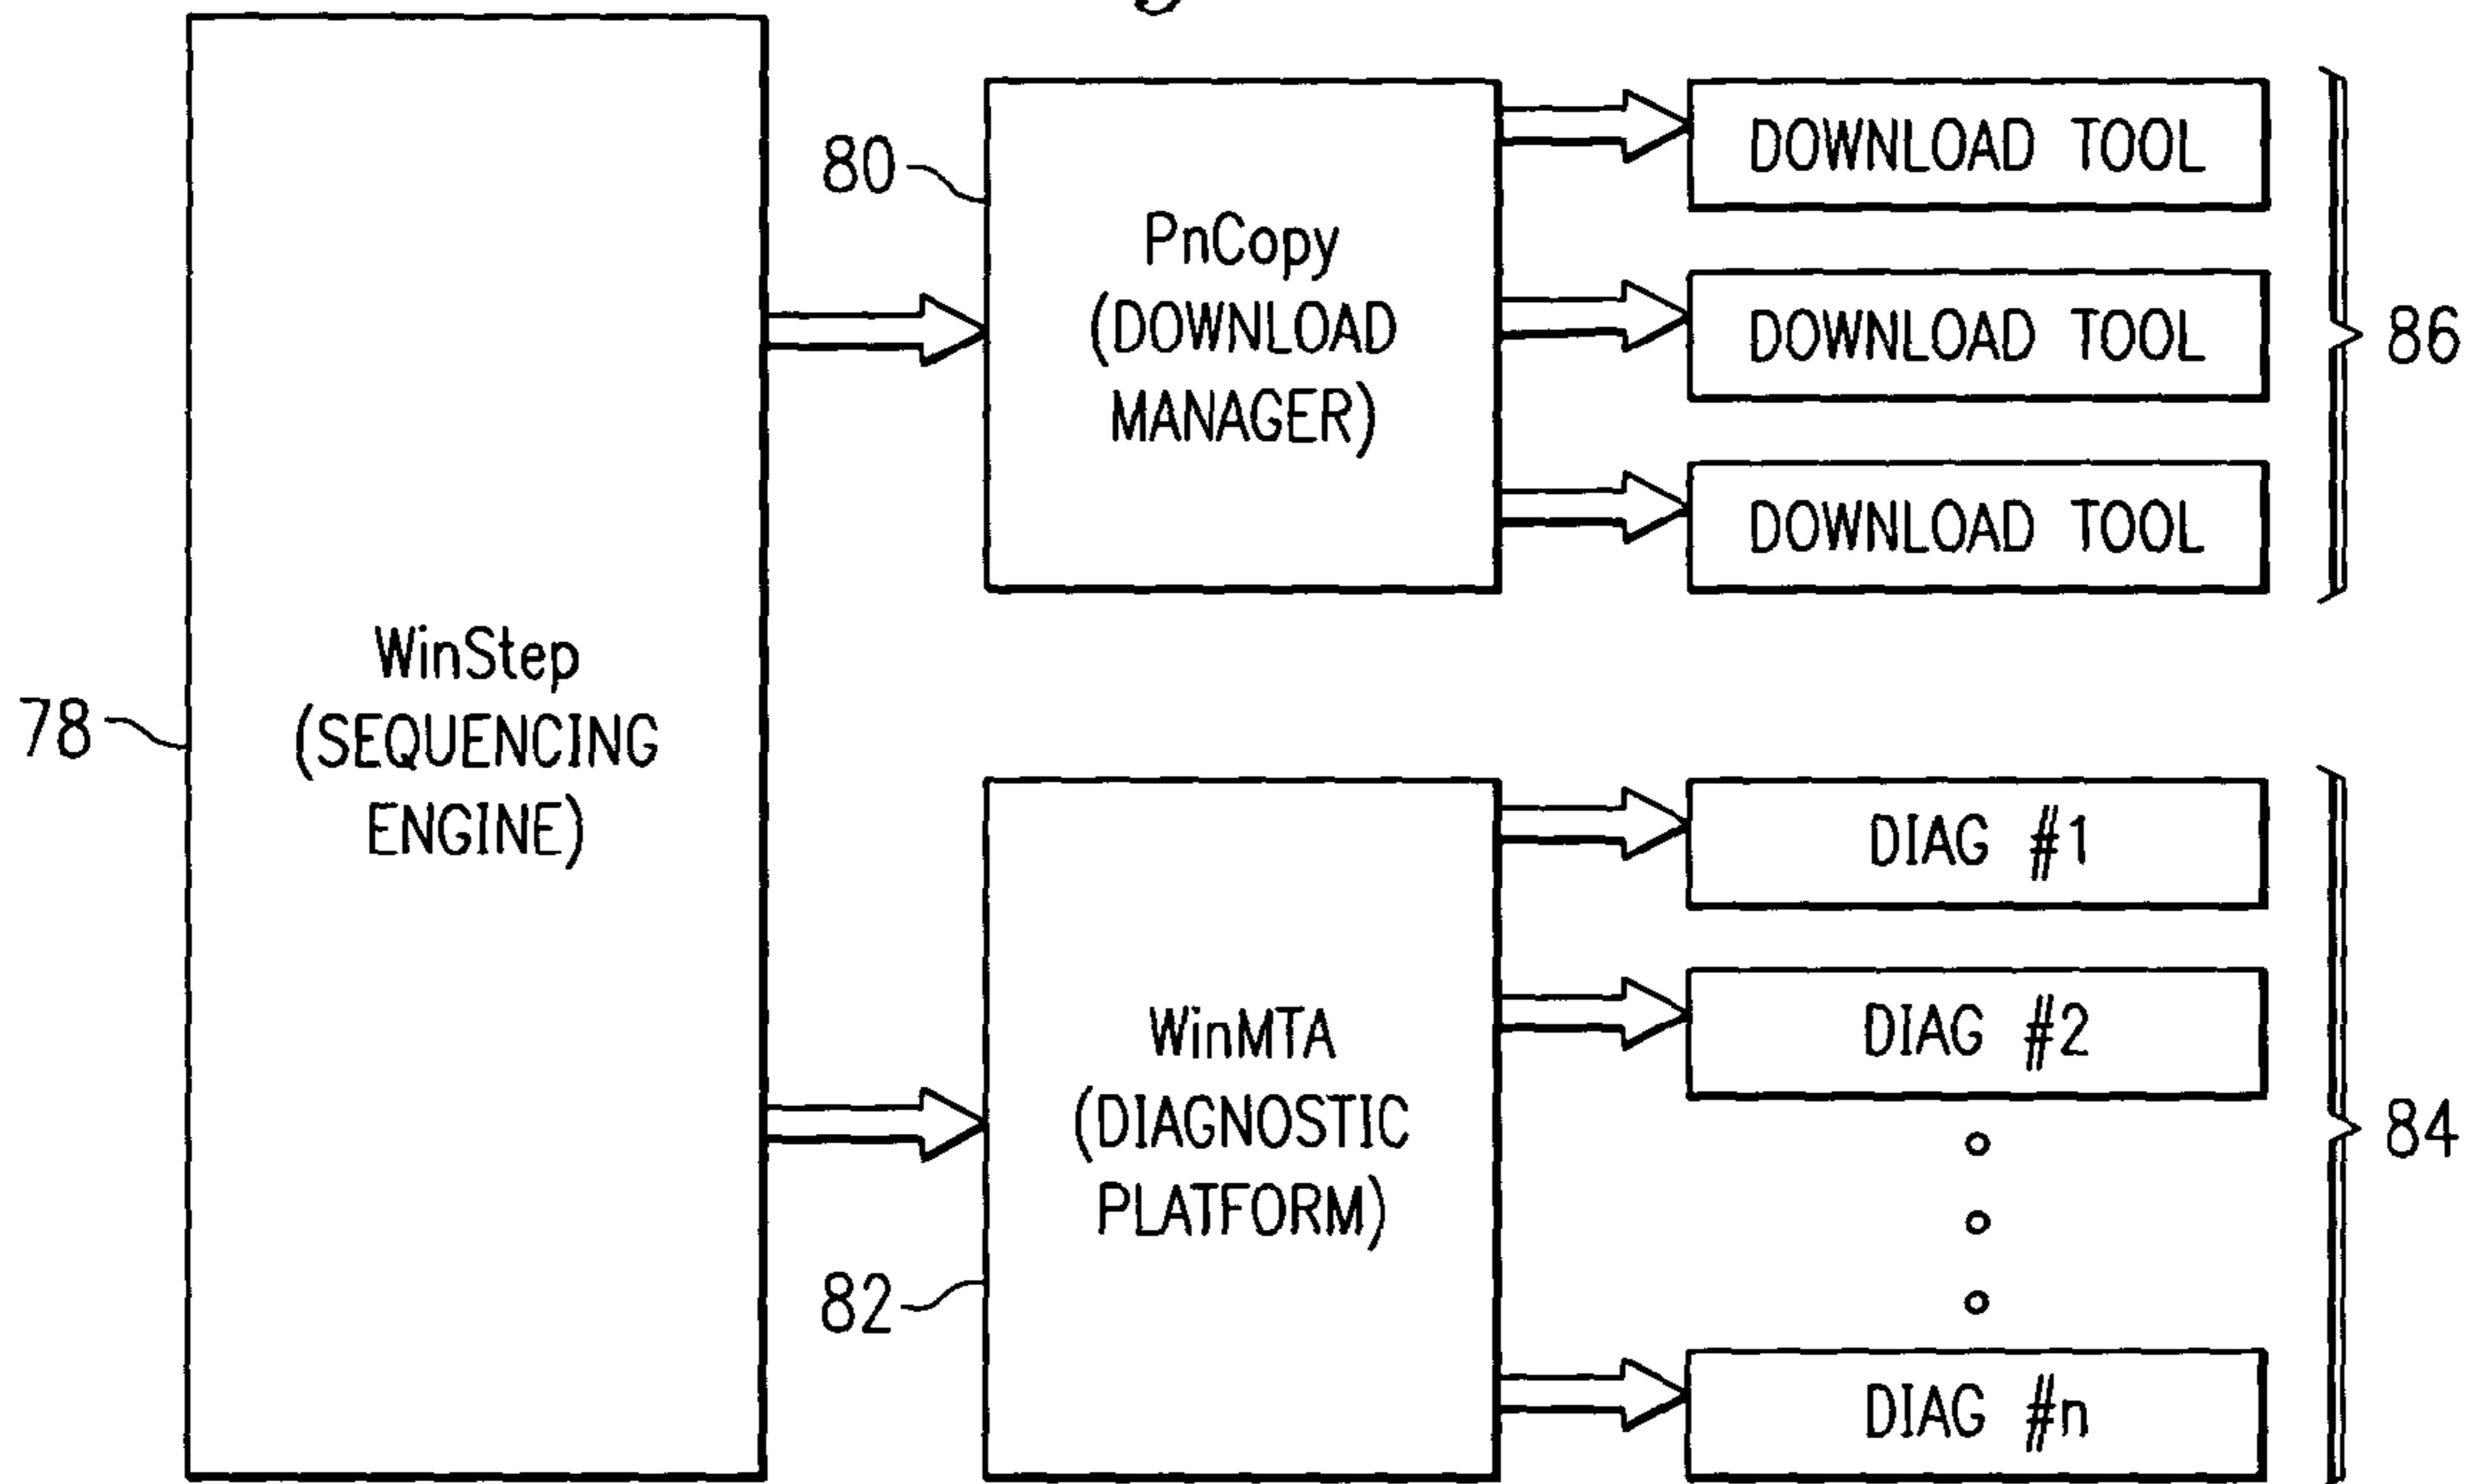 80
PnCopy
(DOWNLOAD
MANAGER)
DOWNLOAD TOOL
DOWNLOAD TOOL
DOWNLOAD TOOL
86
78
WinStep
(SEQUENCING
ENGINE)
82
WinMTA
(DIAGNOSTIC
PLATFORM)
DIAG #1
DIAG #2
DIAG #n
84